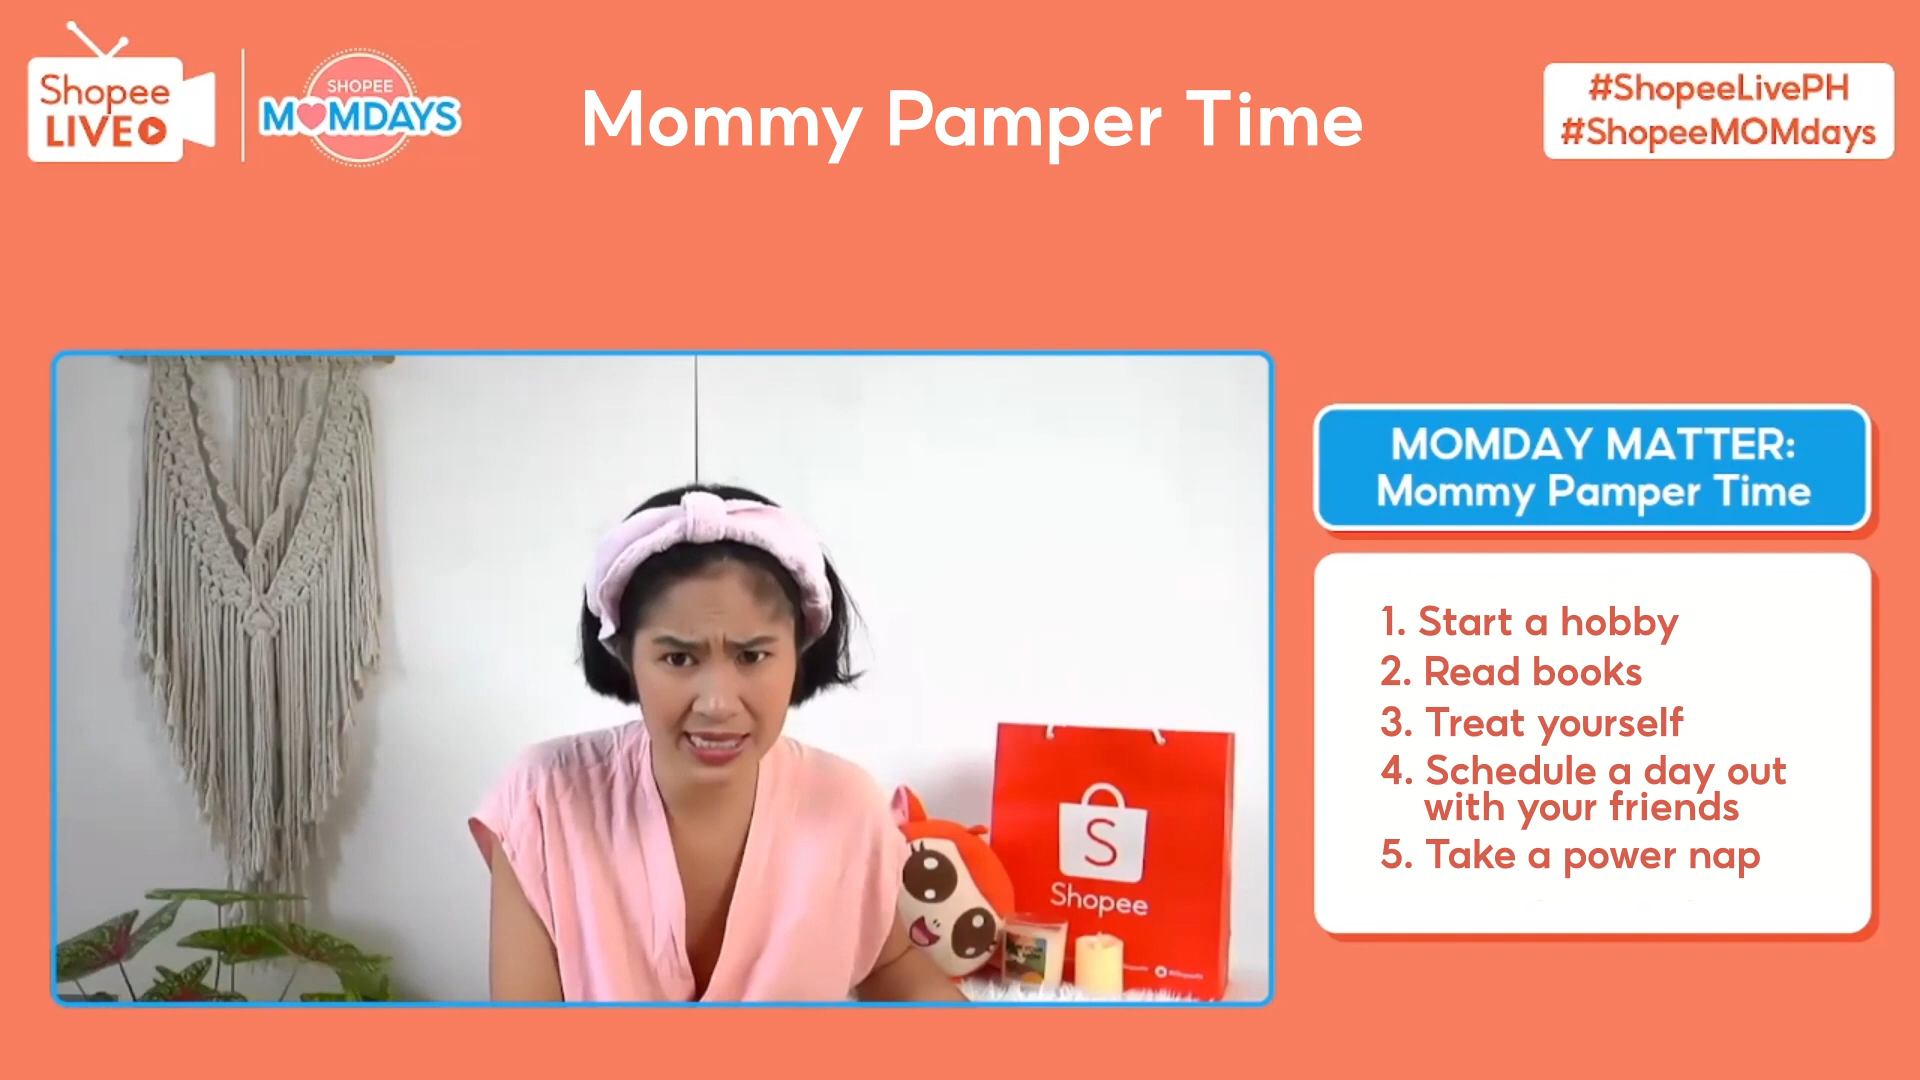 Shopee
LIVE
SHOPEE
MOMDAYS
Mommy Pamper Time
#ShopeeLivePH
#ShopeeMOMdays
MOMDAY MATTER:
Mommy Pamper Time
1. Start a hobby
2. Read books
3. Treat yourself
4. Schedule a day out
with your friends
5. Take a power nap
S
Shopee